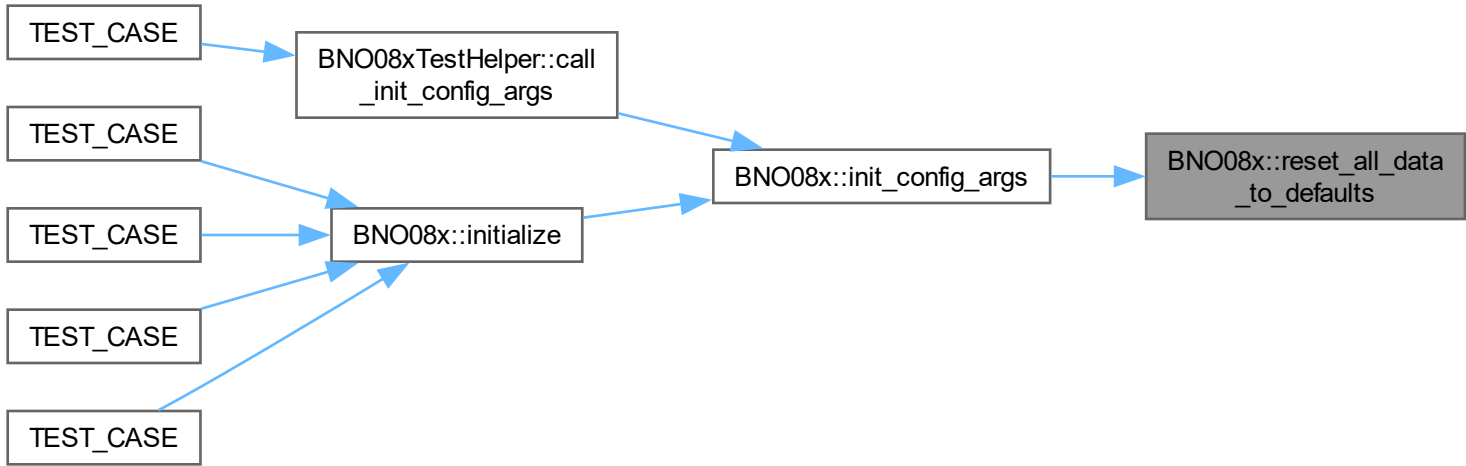 TEST_CASE
BNO08xTestHelper::call
_init_config_args
TEST_CASE
BNO08x::init_config_args
BNO08x::reset_all_data
_to_defaults
TEST_CASE
BNO08x::initialize
TEST_CASE
TEST_CASE